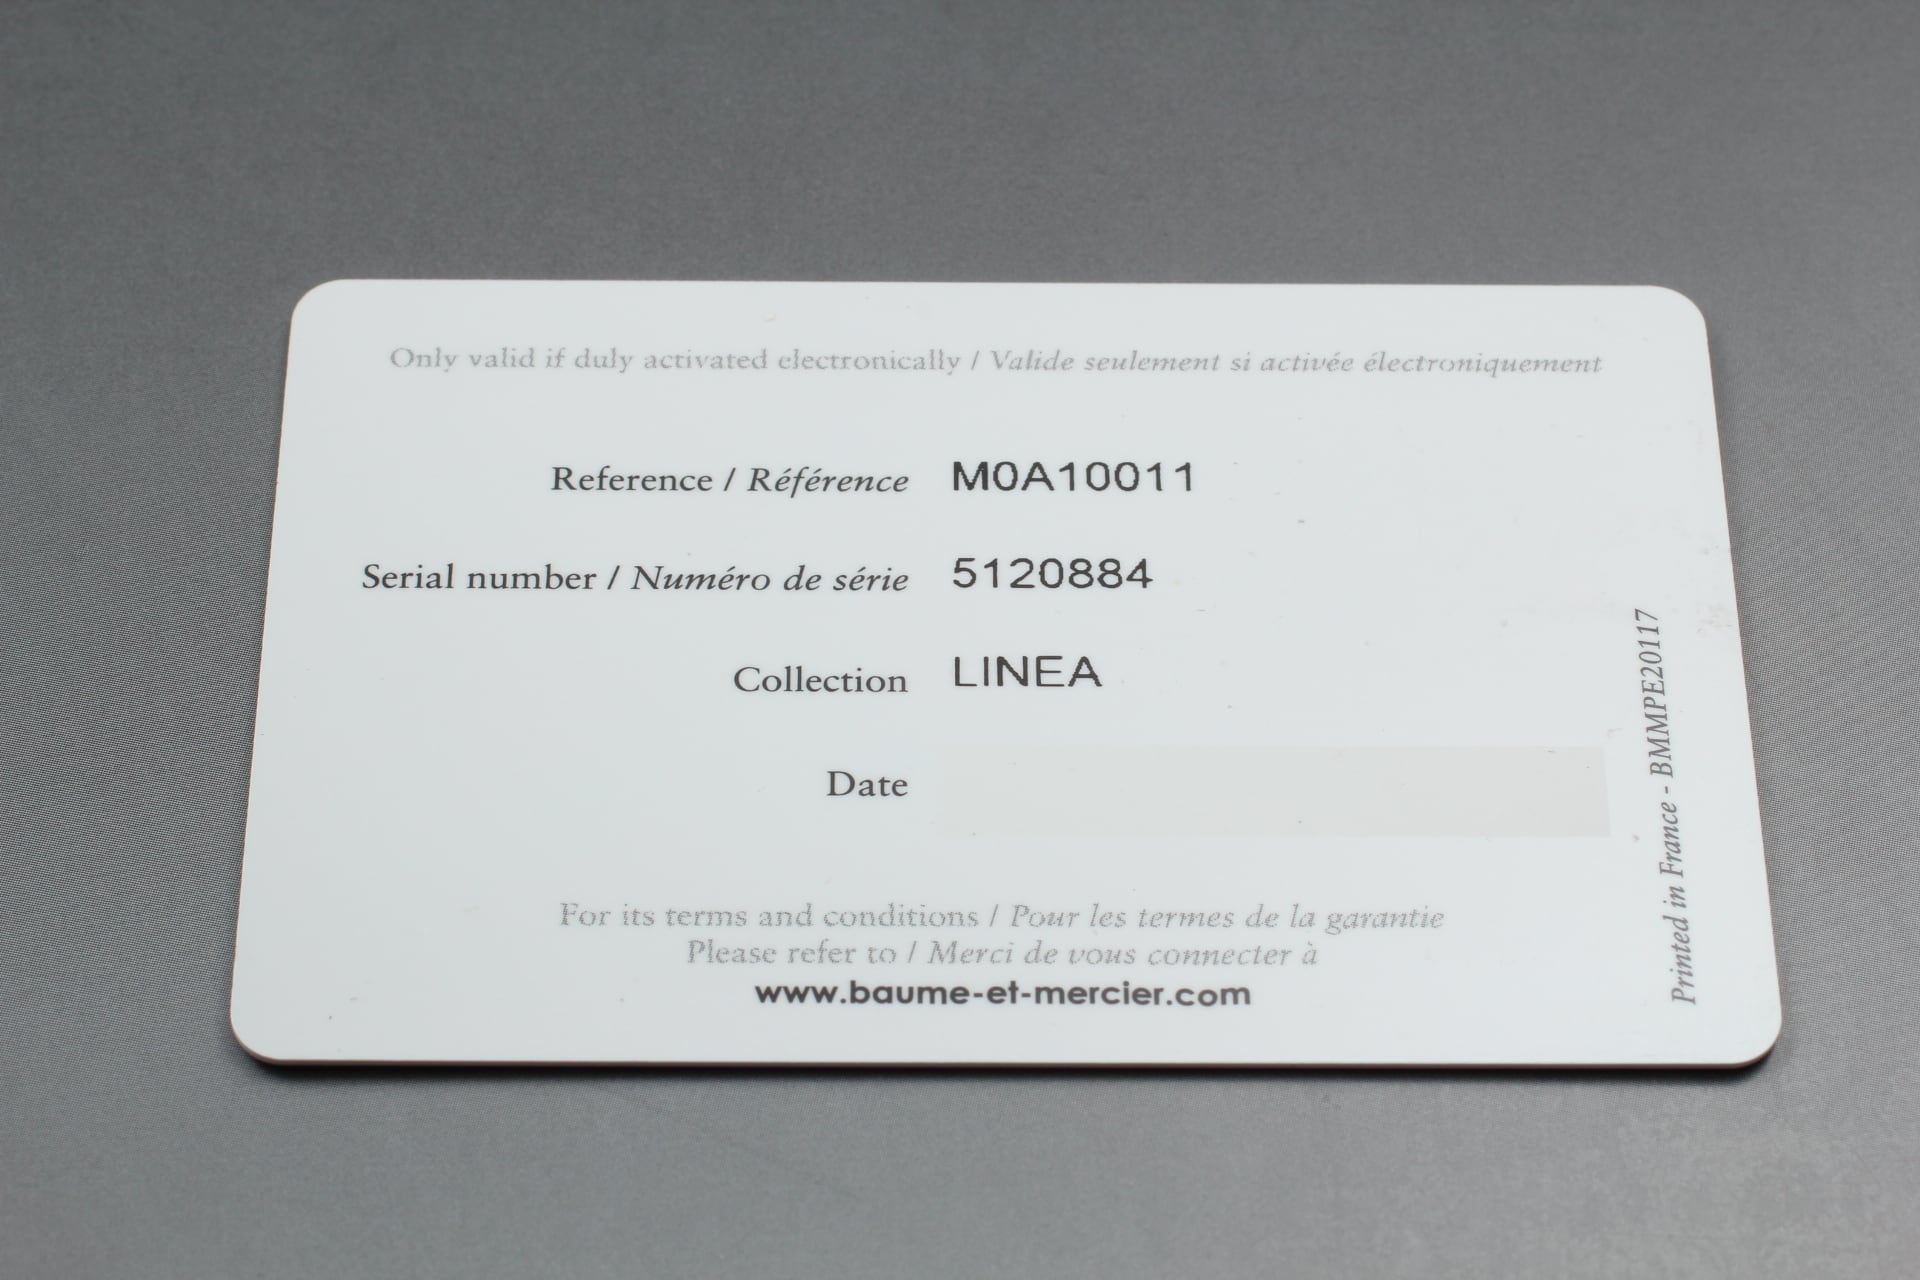 Only valid if duly activated electronically / Valide seulement si activée électroniquement
Reference / Référence M0A10011
Serial number / Numéro de série 5120884
Collection LINEA
Date
For its terms and conditions / Pour les termes de la garantie
Please refer to / Merci de vous connecter à
www.baume-et-mercier.com
Printed in France - BMMPE20117